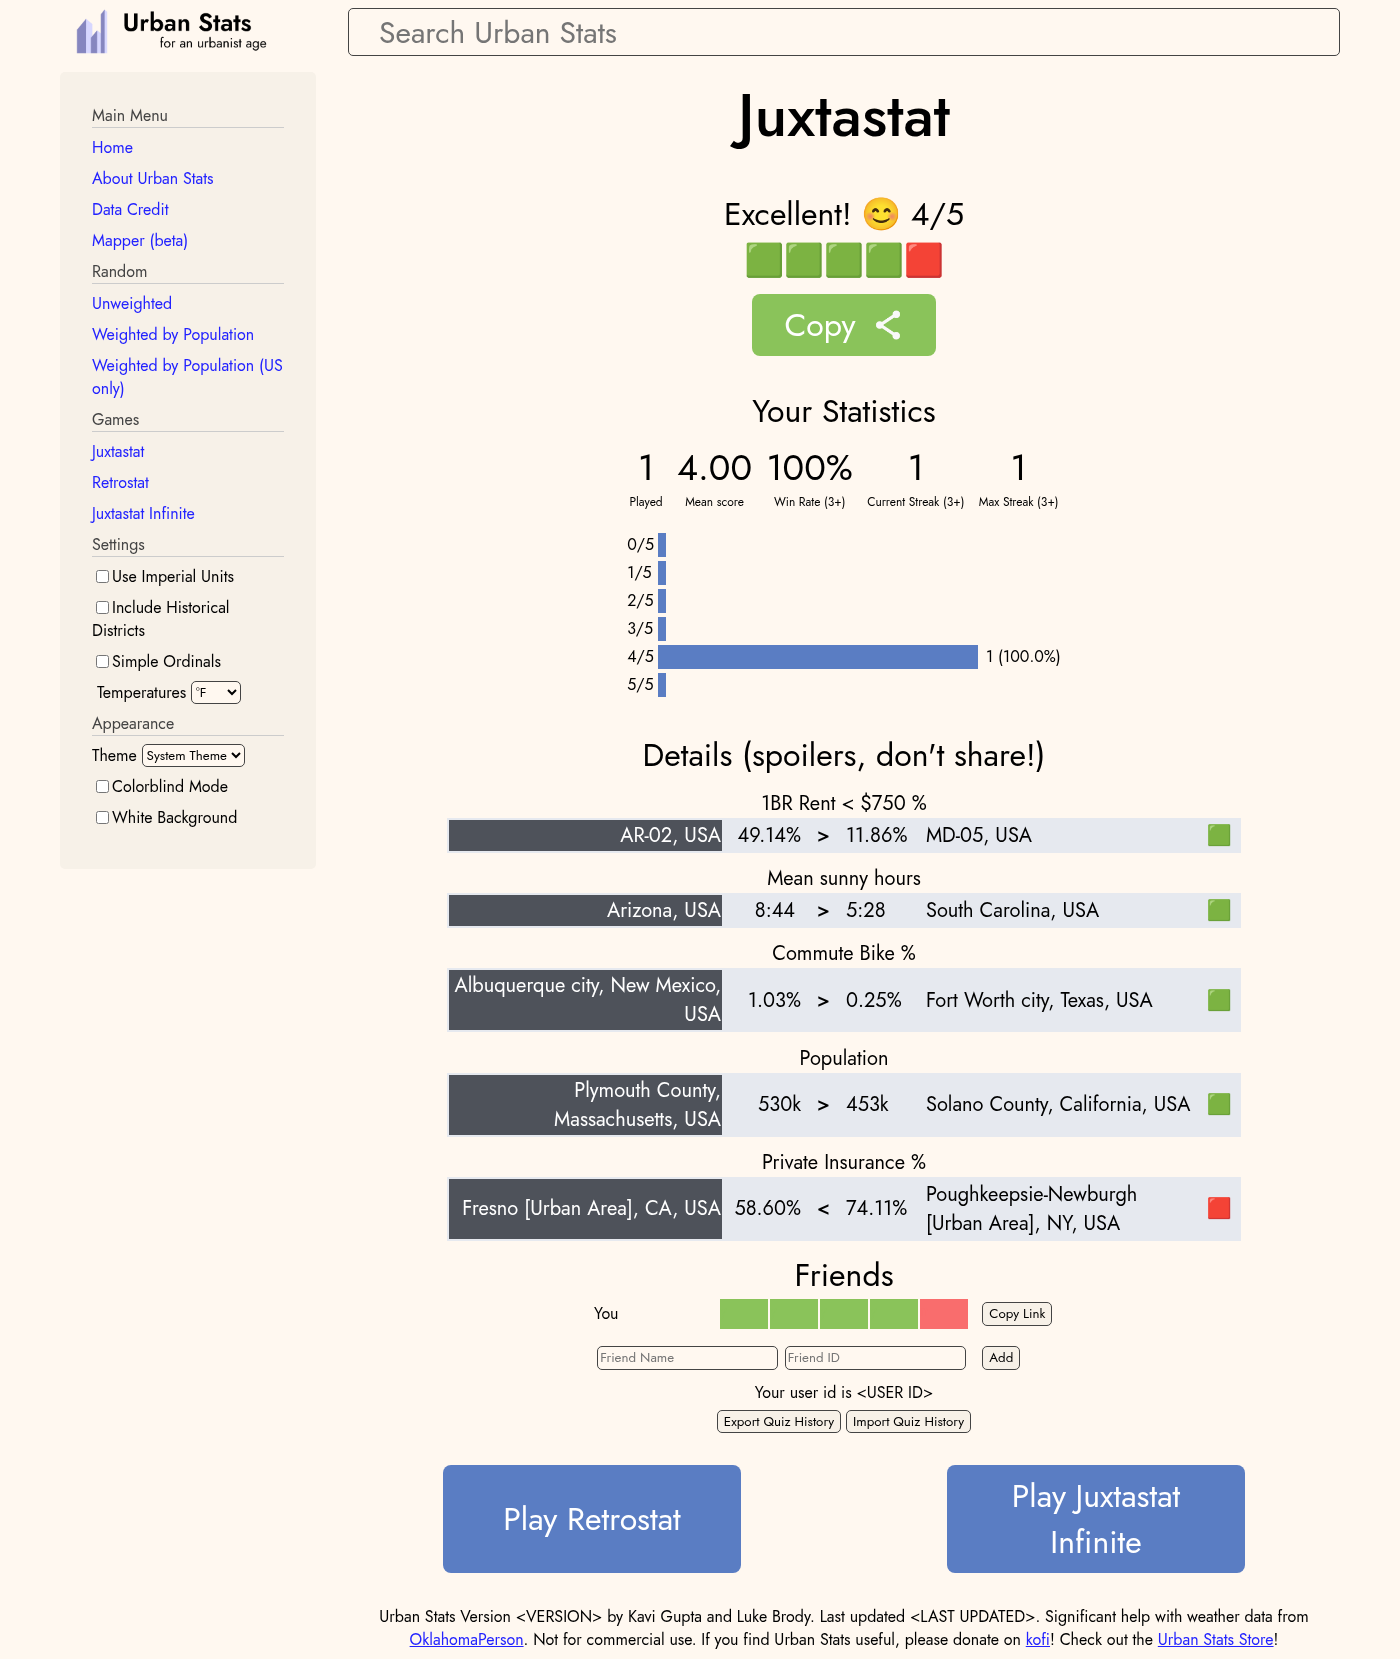 Urban Stats
for an urbanist age
Search Urban Stats
Main Menu
Home
About Urban Stats
Data Credit
Mapper (beta)
Random
Unweighted
Weighted by Population
Weighted by Population (US
only)
Games
Juxtastat
Retrostat
Juxtastat Infinite
Settings
Use Imperial Units
Include Historical
Districts
Simple Ordinals
Temperatures °F
Appearance
Theme System Theme
Colorblind Mode
White Background
Juxtastat
Excellent! 😊 4/5
🟩🟩🟩🟩🟥
Copy
Your Statistics
1 4.00 100% 1 1
Played Mean score Win Rate (3+) Current Streak (3+) Max Streak (3+)
0/5
1/5
2/5
3/5
4/5 1 (100.0%)
5/5
Details (spoilers, don't share!)
1BR Rent < $750 %
AR-02, USA 49.14% > 11.86% MD-05, USA 🟩
Mean sunny hours
Arizona, USA 8:44 > 5:28 South Carolina, USA 🟩
Commute Bike %
Albuquerque city, New Mexico,
USA 1.03% > 0.25% Fort Worth city, Texas, USA 🟩
Population
Plymouth County,
Massachusetts, USA 530k > 453k Solano County, California, USA 🟩
Private Insurance %
Fresno [Urban Area], CA, USA 58.60% < 74.11% Poughkeepsie-Newburgh
[Urban Area], NY, USA 🟥
Friends
You Copy Link
Friend Name Friend ID Add
Your user id is <USER ID>
Export Quiz History Import Quiz History
Play Retrostat
Play Juxtastat
Infinite
Urban Stats Version <VERSION> by Kavi Gupta and Luke Brody. Last updated <LAST UPDATED>. Significant help with weather data from
OklahomaPerson. Not for commercial use. If you find Urban Stats useful, please donate on kofi! Check out the Urban Stats Store!